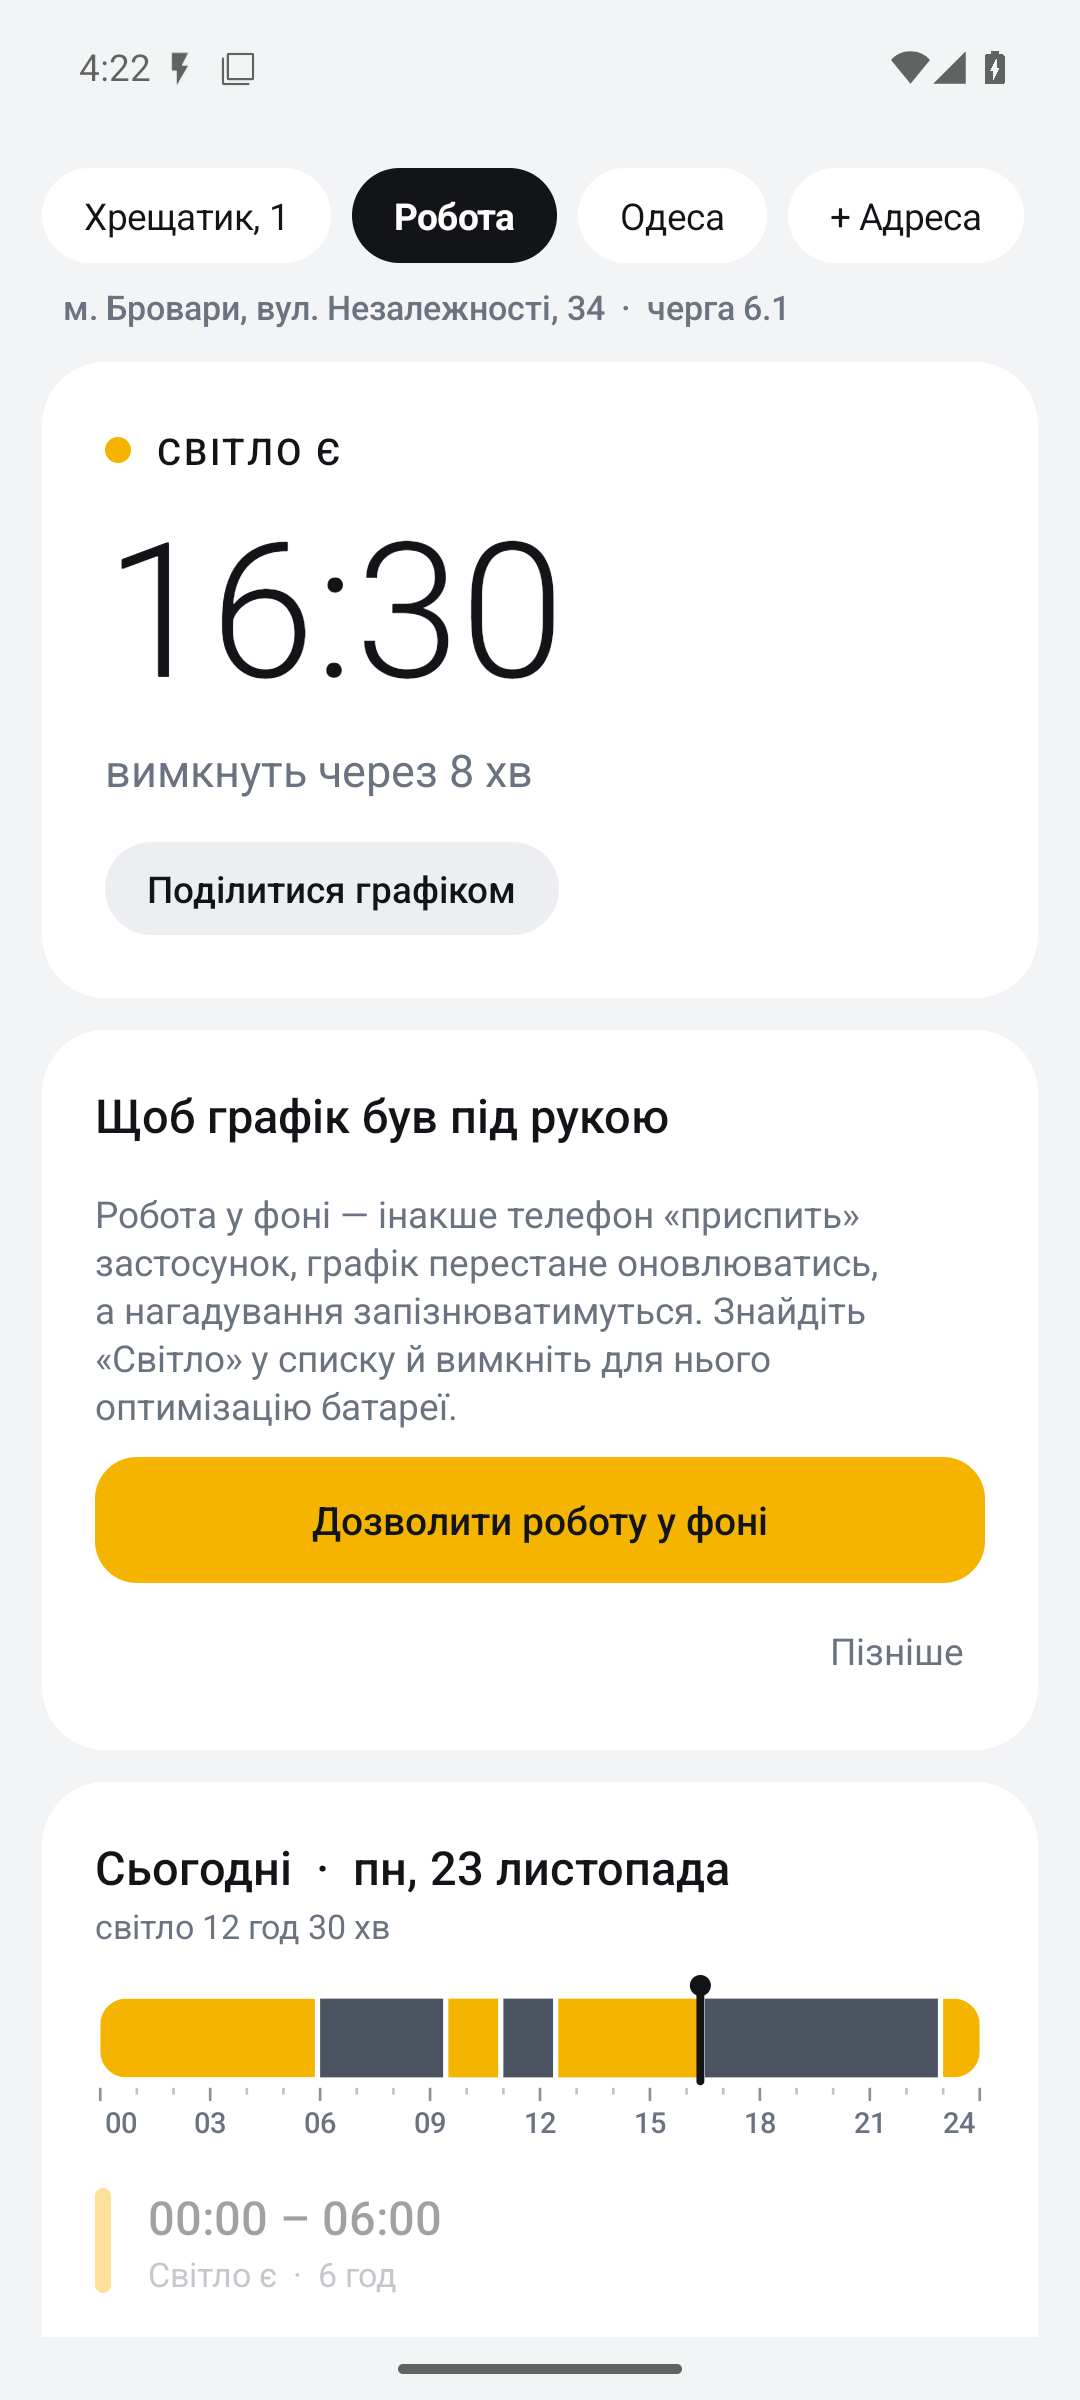 4:22
Хрещатик, 1
Робота
Одеса
+ Адреса
м. Бровари, вул. Незалежності, 34 · черга 6.1
СВІТЛО Є
16:30
вимкнуть через 8 хв
Поділитися графіком
Щоб графік був під рукою
Робота у фоні — інакше телефон «приспить»
застосунок, графік перестане оновлюватись,
а нагадування запізнюватимуться. Знайдіть
«Світло» у списку й вимкніть для нього
оптимізацію батареї.
Дозволити роботу у фоні
Пізніше
Сьогодні · пн, 23 листопада
світло 12 год 30 хв
00 03 06 09 12 15 18 21 24
00:00 – 06:00
Світло є · 6 год